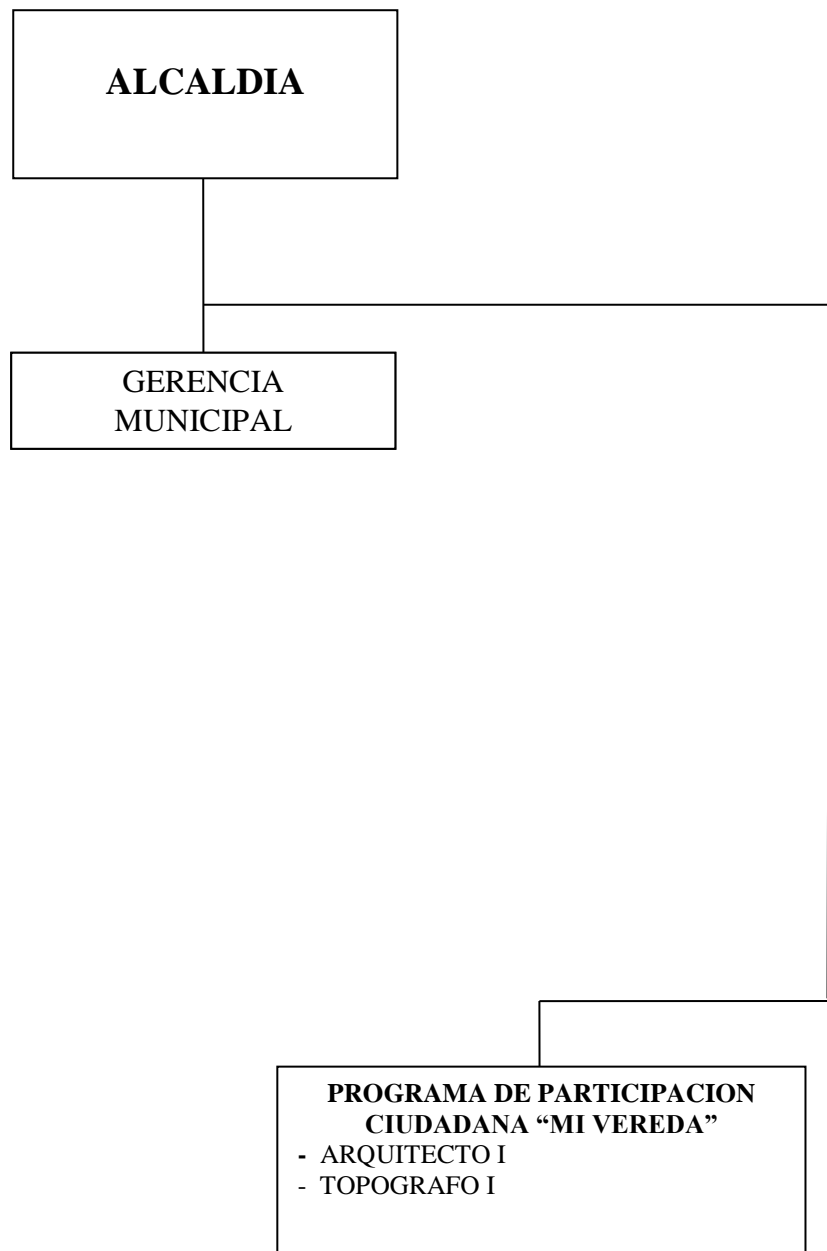 ALCALDIA
GERENCIA
MUNICIPAL
PROGRAMA DE PARTICIPACION
CIUDADANA “MI VEREDA”
- ARQUITECTO I
- TOPOGRAFO I